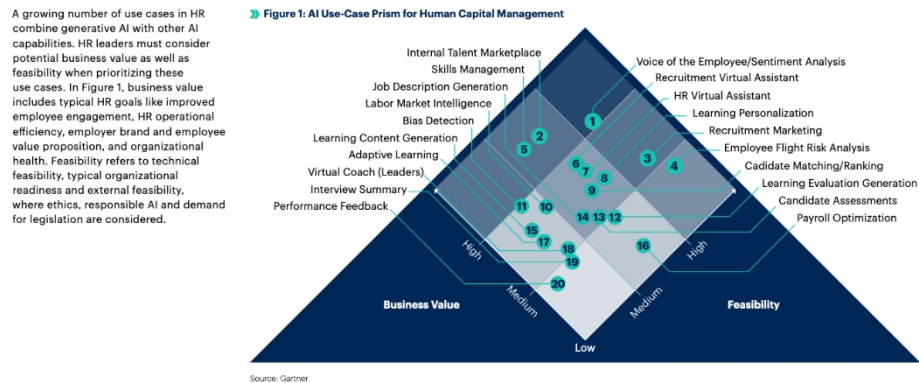 A growing number of use cases in HR
combine generative AI with other AI
capabilities. HR leaders must consider
potential business value as well as
feasibility when prioritizing these
use cases. In Figure 1, business value
includes typical HR goals like improved
employee engagement, HR operational
efficiency, employer brand and employee
value proposition, and organizational
health. Feasibility refers to technical
feasibility, typical organizational
readiness and external feasibility,
where ethics, responsible AI and demand
for legislation are considered.
Figure 1: AI Use-Case Prism for Human Capital Management
Internal Talent Marketplace
Skills Management
Job Description Generation
Labor Market Intelligence
Bias Detection
Learning Content Generation
Adaptive Learning
Virtual Coach (Leaders)
Interview Summary
Performance Feedback
Voice of the Employee/Sentiment Analysis
Recruitment Virtual Assistant
HR Virtual Assistant
Learning Personalization
Recruitment Marketing
Employee Flight Risk Analysis
Cadidate Matching/Ranking
Learning Evaluation Generation
Candidate Assessments
Payroll Optimization
1
2
5
3
4
6
7
8
9
11
10
14
13
12
15
17
18
16
19
20
High
Medium
High
Medium
Low
Business Value
Feasibility
Source: Gartner